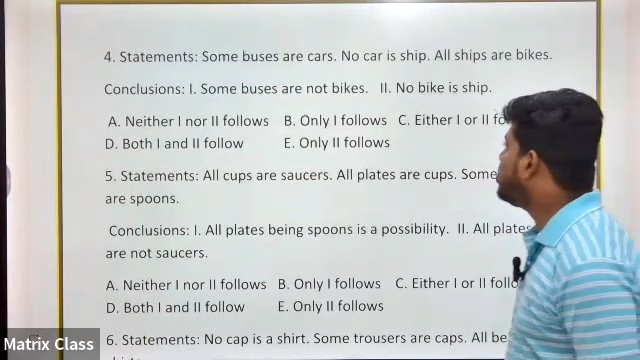 4. Statements: Some buses are cars. No car is ship. All ships are bikes.
Conclusions: I. Some buses are not bikes. II. No bike is ship.
A. Neither I nor II follows B. Only I follows C. Either I or II
D. Both I and II follow E. Only II follows
5. Statements: All cups are saucers. All plates are cups. Some
are spoons.
Conclusions: I. All plates being spoons is a possibility. II. All plates
are not saucers.
A. Neither I nor II follows B. Only I follows C. Either I or II
D. Both I and II follow E. Only II follows
6. Statements: No cap is a shirt. Some trousers are caps. All
Matrix Class